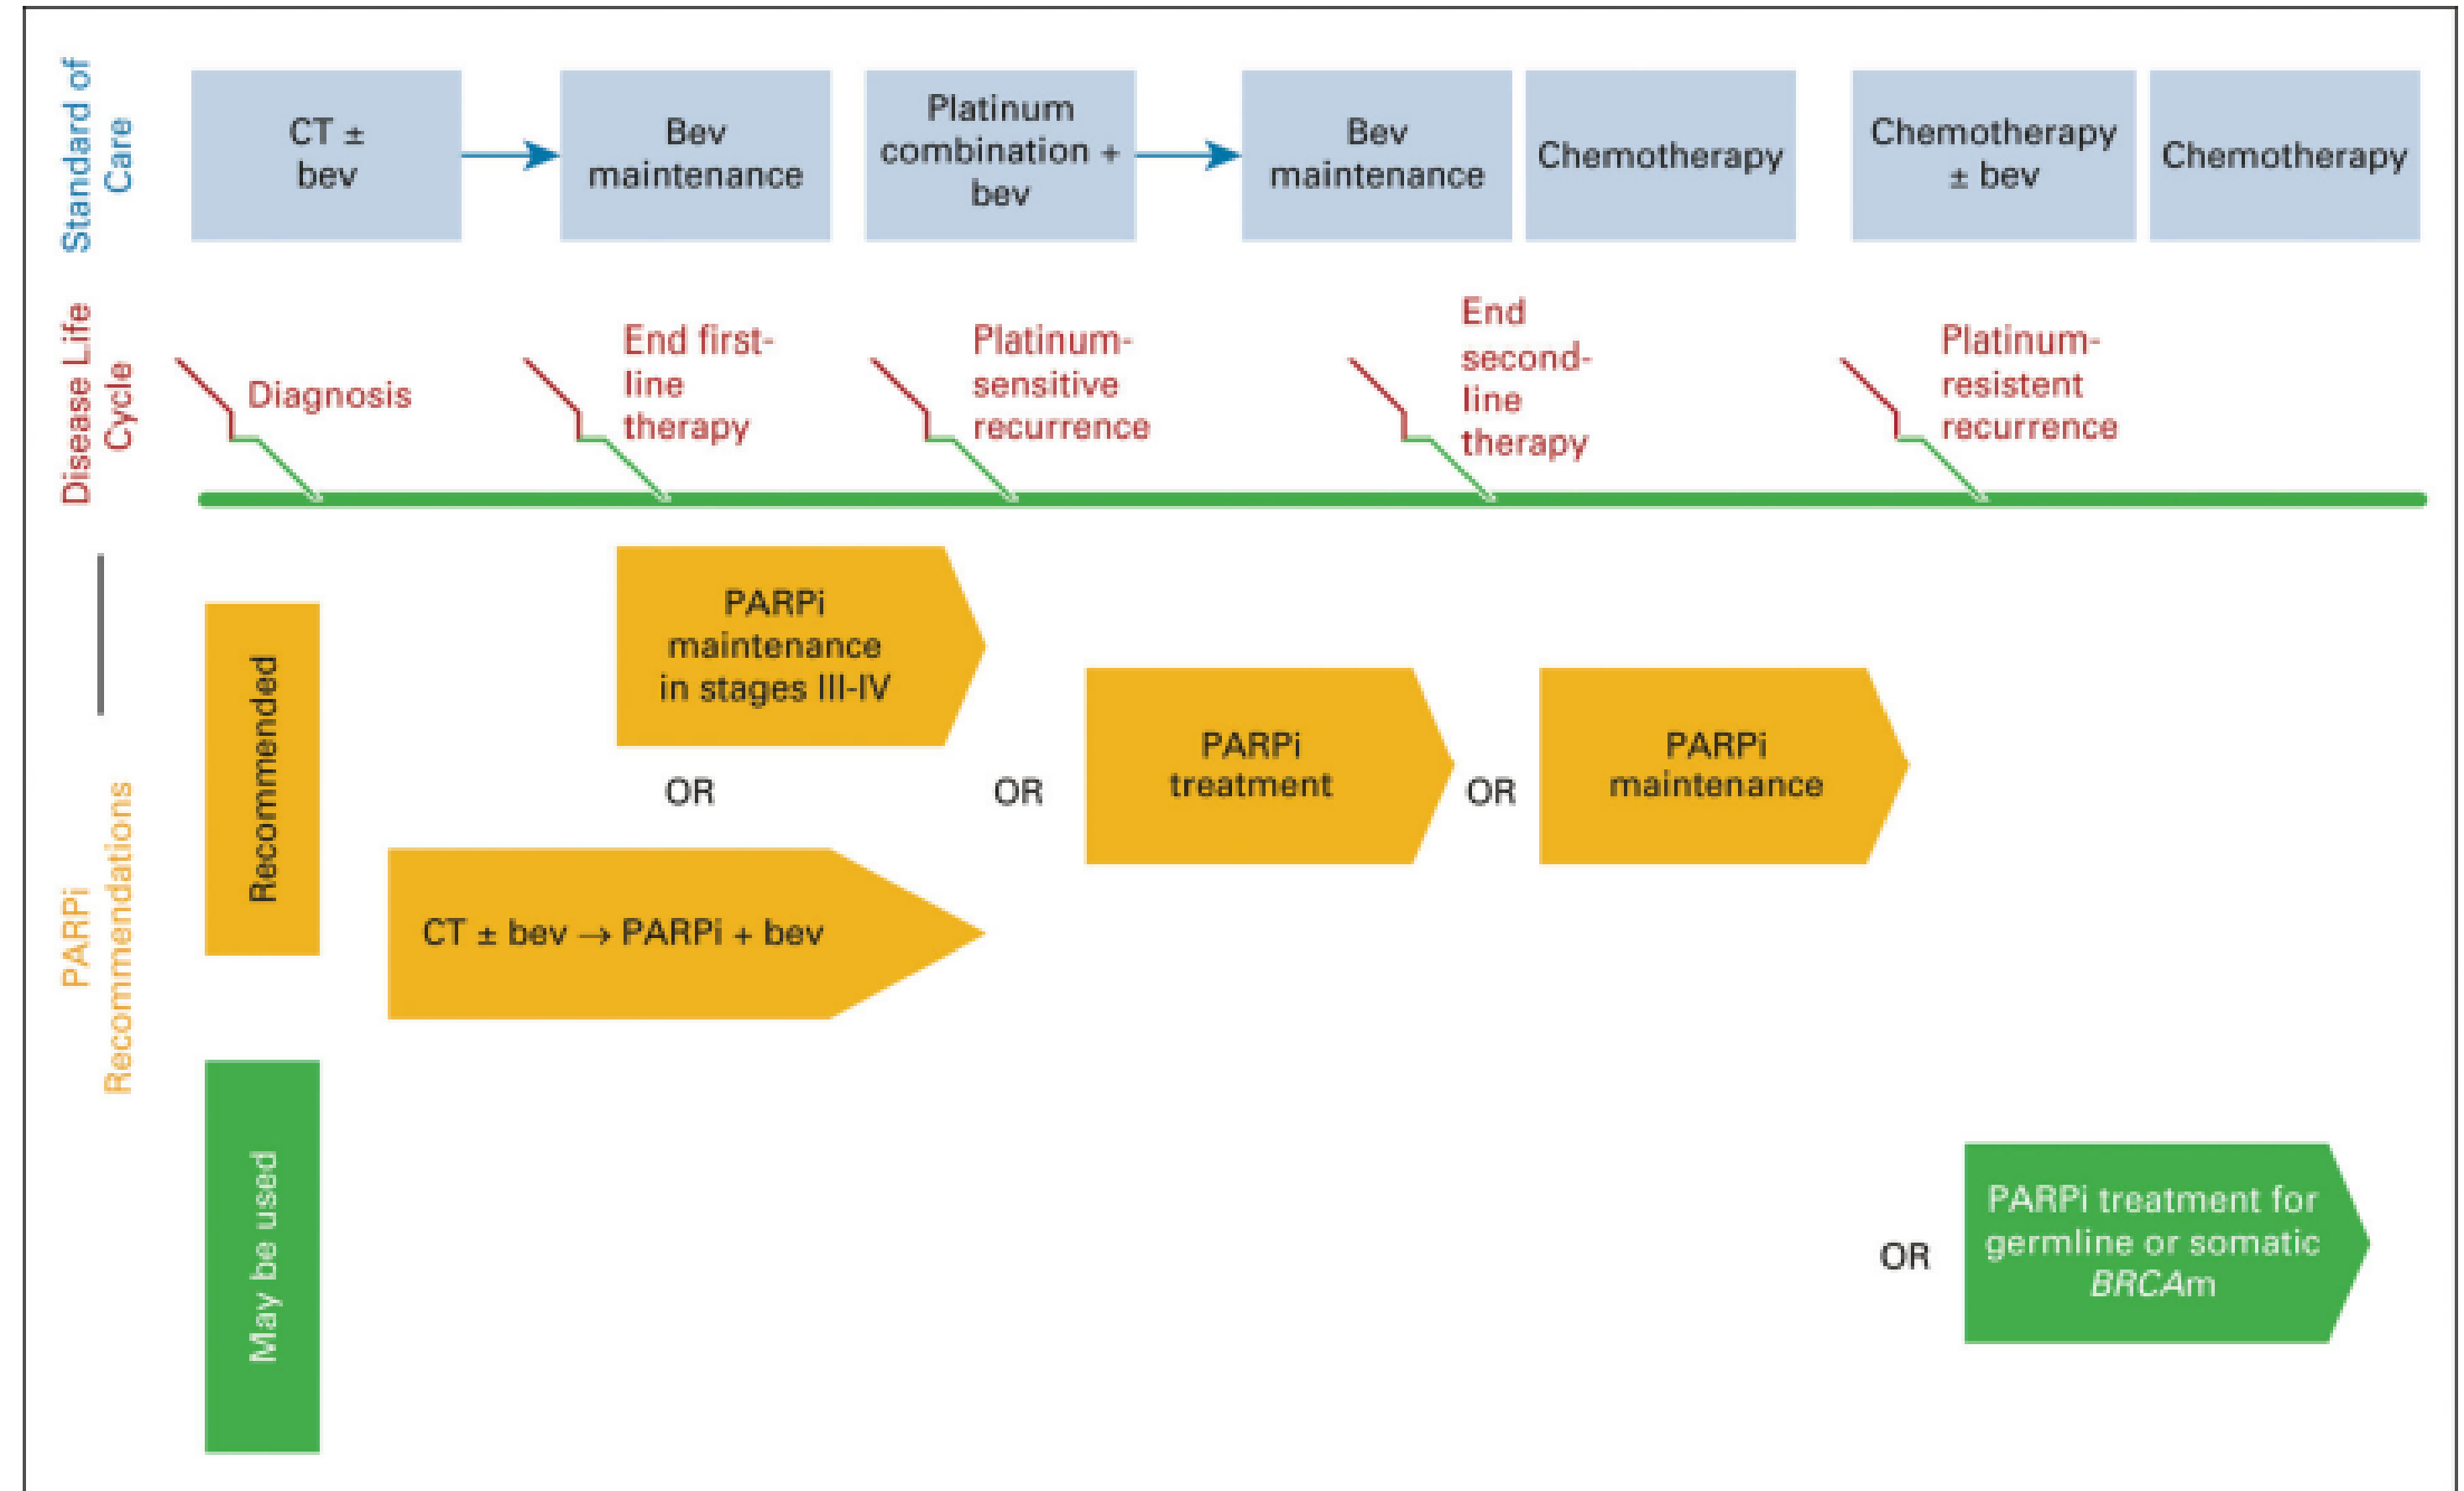 Standard of
Care
CT ±
bev
Bev
maintenance
Platinum
combination +
bev
Bev
maintenance
Chemotherapy
Chemotherapy
± bev
Chemotherapy
Disease Life
Cycle
Diagnosis
End first-
line
therapy
Platinum-
sensitive
recurrence
End
second-
line
therapy
Platinum-
resistent
recurrence
PARPi
Recommendations
Recommended
PARPi
maintenance
in stages III-IV
OR
CT ± bev → PARPi + bev
OR
PARPi
treatment
OR
PARPi
maintenance
May be used
OR
PARPi treatment for
germline or somatic
BRCAm